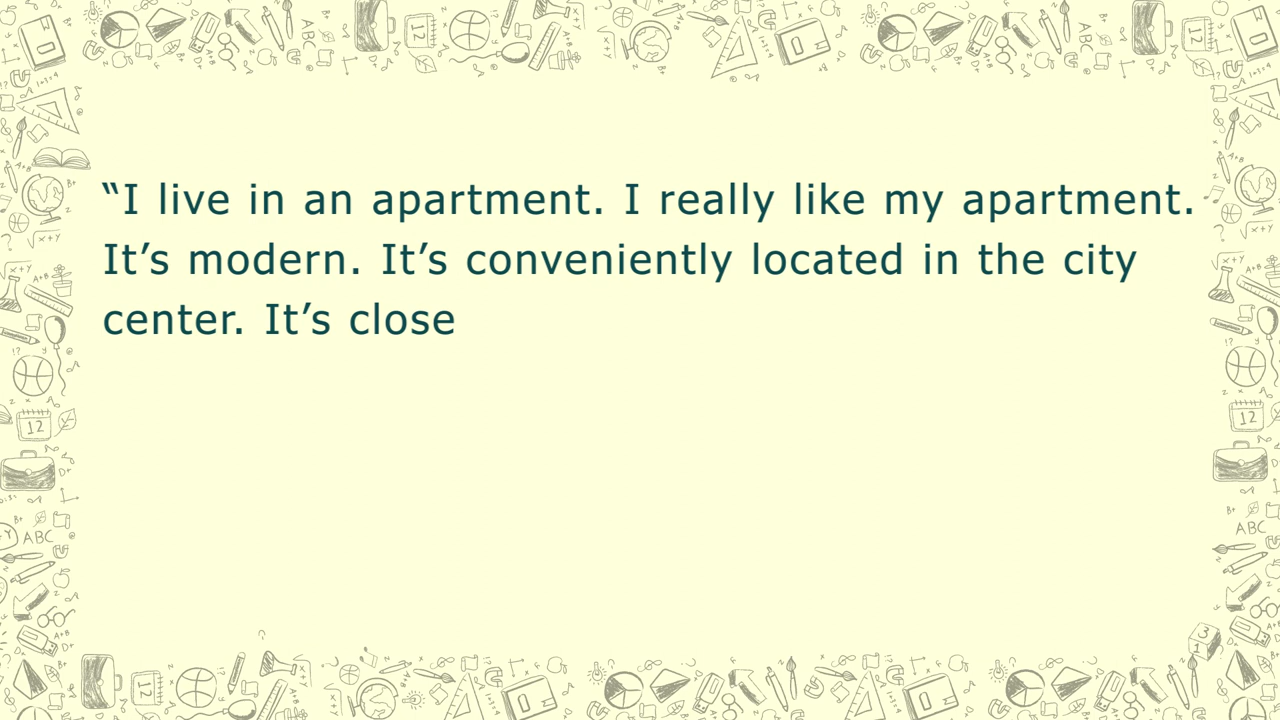 “I live in an apartment. I really like my apartment.
It’s modern. It’s conveniently located in the city
center. It’s close